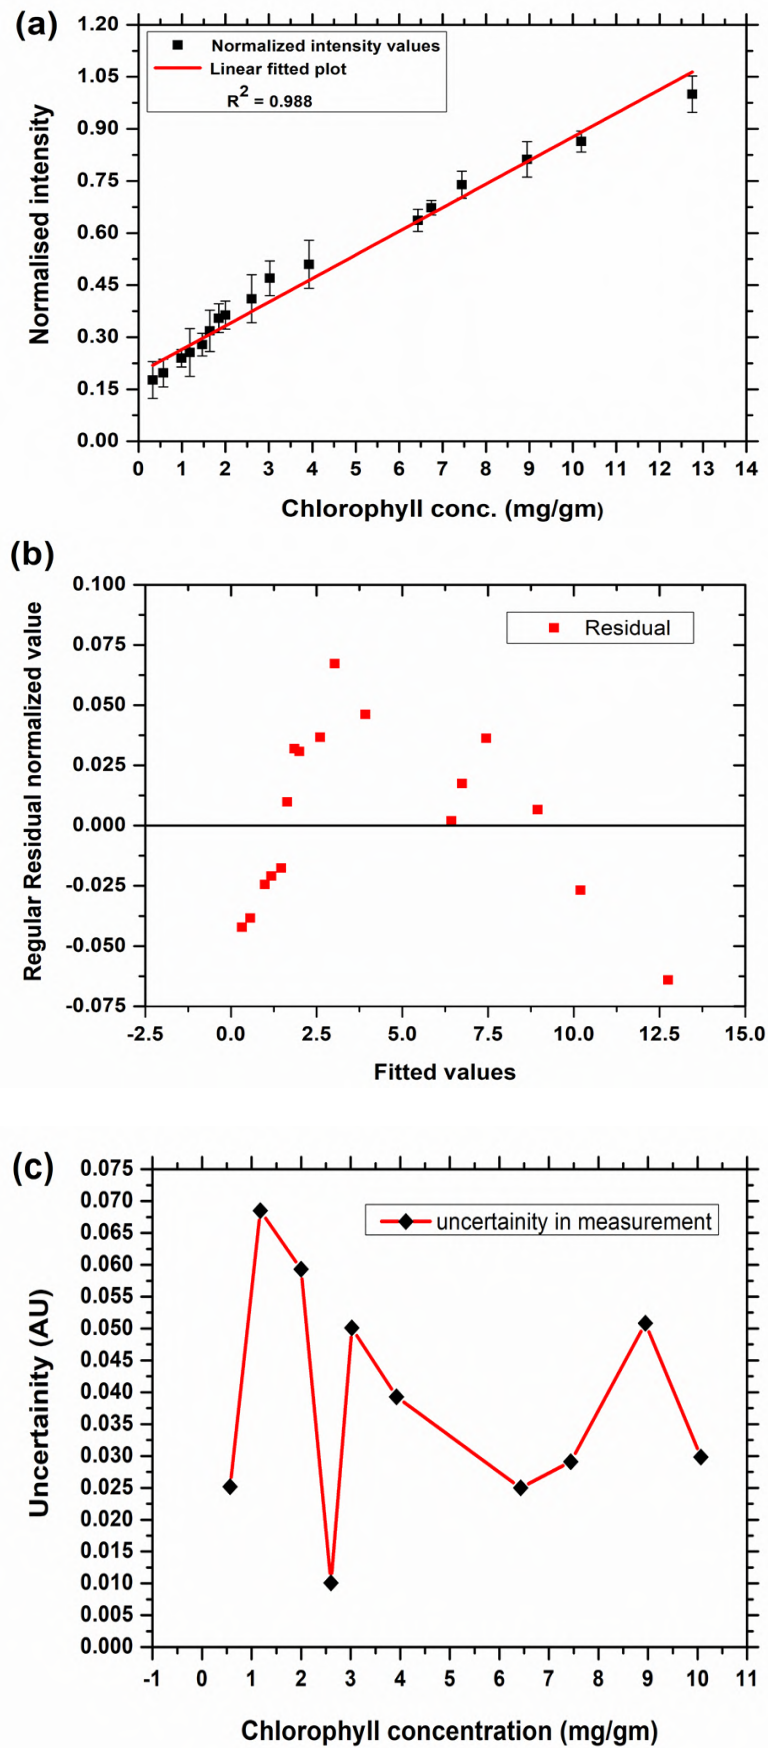 (a)
1.20
1.05
0.90
0.75
0.60
0.45
0.30
0.15
0.00
Normalised intensity
Normalized intensity values
Linear fitted plot
R2 = 0.988
0 1 2 3 4 5 6 7 8 9 10 11 12 13 14
Chlorophyll conc. (mg/gm)
(b)
0.100
0.075
0.050
0.025
0.000
-0.025
-0.050
-0.075
Regular Residual normalized value
Residual
-2.5 0.0 2.5 5.0 7.5 10.0 12.5 15.0
Fitted values
(c)
0.075
0.070
0.065
0.060
0.055
0.050
0.045
0.040
0.035
0.030
0.025
0.020
0.015
0.010
0.005
0.000
Uncertainity (AU)
uncertainity in measurement
-1 0 1 2 3 4 5 6 7 8 9 10 11
Chlorophyll concentration (mg/gm)